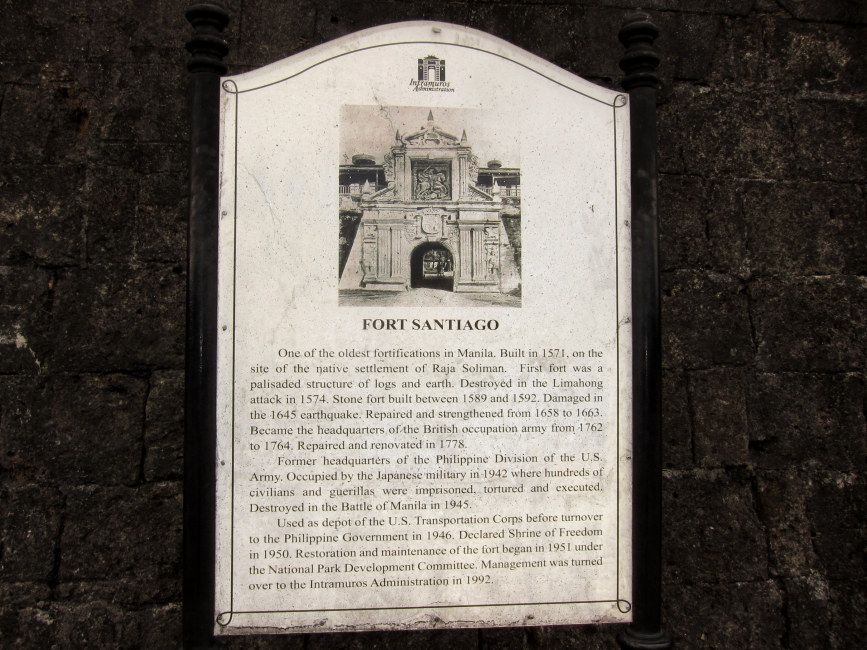 Intramuros
Administration
FORT SANTIAGO
One of the oldest fortifications in Manila. Built in 1571, on the
site of the native settlement of Raja Soliman. First fort was a
palisaded structure of logs and earth. Destroyed in the Limahong
attack in 1574. Stone fort built between 1589 and 1592. Damaged in
the 1645 earthquake. Repaired and strengthened from 1658 to 1663.
Became the headquarters of the British occupation army from 1762
to 1764. Repaired and renovated in 1778.
Former headquarters of the Philippine Division of the U.S.
Army. Occupied by the Japanese military in 1942 where hundreds of
civilians and guerillas were imprisoned, tortured and executed.
Destroyed in the Battle of Manila in 1945.
Used as depot of the U.S. Transportation Corps before turnover
to the Philippine Government in 1946. Declared Shrine of Freedom
in 1950. Restoration and maintenance of the fort began in 1951 under
the National Park Development Committee. Management was turned
over to the Intramuros Administration in 1992.